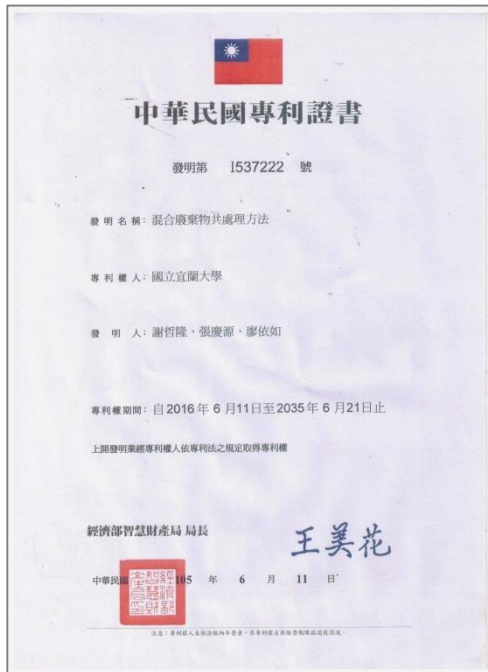 中華民國專利證書
發明第 I537222 號
發明名稱：混合廢棄物共處理方法
專利權人：國立宜蘭大學
發明人：謝哲隆、張慶源、廖依如
專利權期間：自2016年6月11日至2035年6月21日止
上開發明業經專利權人依專利法之規定取得專利權
經濟部智慧財產局 局長
王美花
中華民國 105 年 6 月 11 日